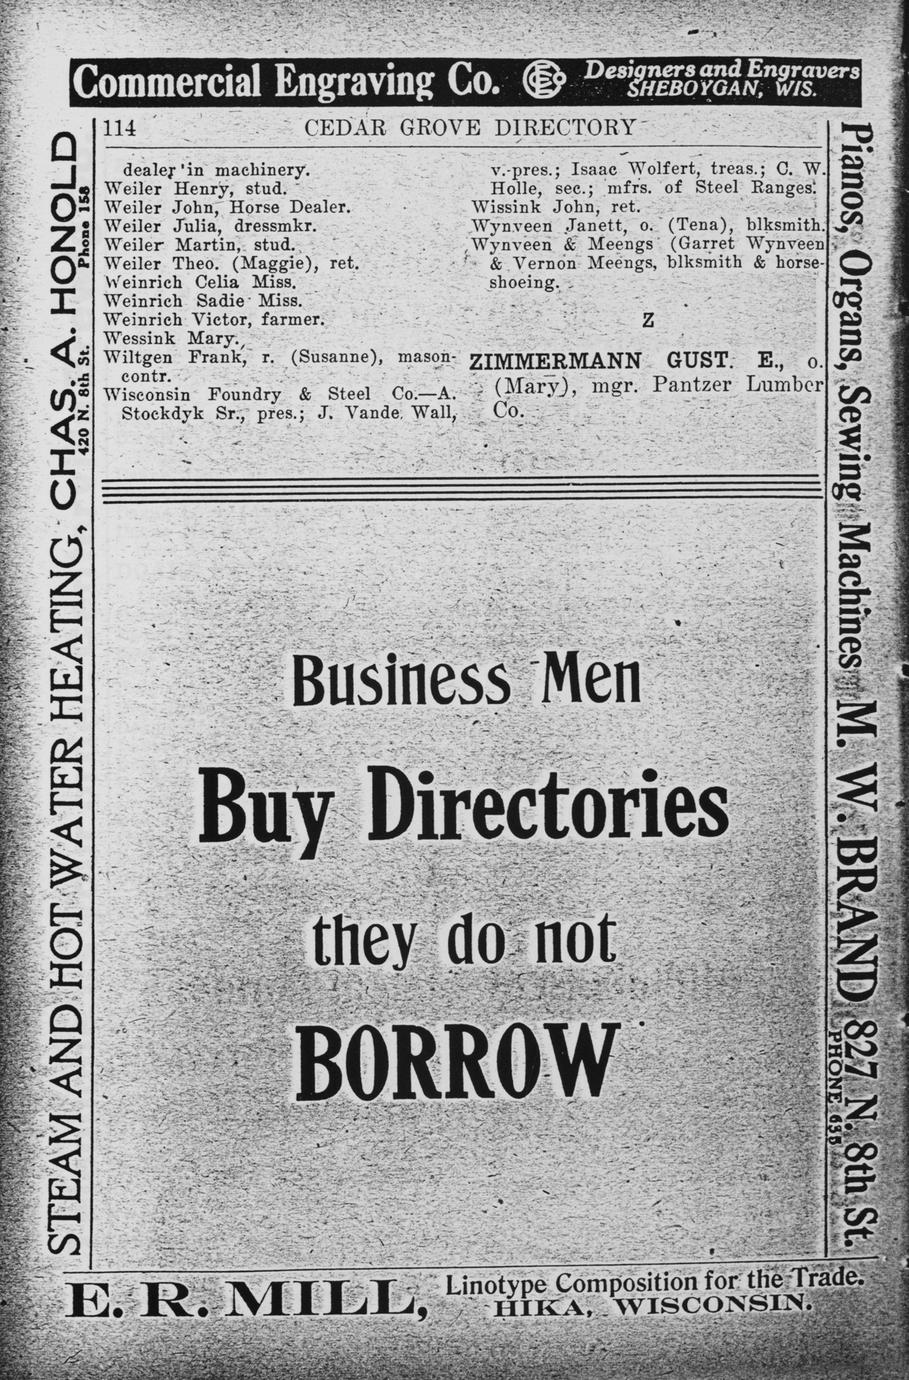 Commercial Engraving Co. CEC Designers and Engravers
SHEBOYGAN, WIS.
114 CEDAR GROVE DIRECTORY
dealer in machinery.
Weiler Henry, stud.
Weiler John, Horse Dealer.
Weiler Julia, dressmkr.
Weiler Martin, stud.
Weiler Theo. (Maggie), ret.
Weinrich Celia Miss.
Weinrich Sadie Miss.
Weinrich Victor, farmer.
Wessink Mary.
Wiltgen Frank, r. (Susanne), mason-
contr.
Wisconsin Foundry & Steel Co.—A.
Stockdyk Sr., pres.; J. Vande Wall,
v.-pres.; Isaac Wolfert, treas.; C. W.
Holle, sec.; mfrs. of Steel Ranges.
Wissink John, ret.
Wynveen Janett, o. (Tena), blksmith.
Wynveen & Meengs (Garret Wynveen
& Vernon Meengs, blksmith & horse-
shoeing.
Z
ZIMMERMANN GUST. E., o.
(Mary), mgr. Pantzer Lumber
Co.
Business Men
Buy Directories
they do not
BORROW
STEAM AND HOT WATER HEATING, CHAS. A. HONOLD
420 N. 8th St. Phone 158
Pianos, Organs, Sewing Machines M. W. BRAND 827 N. 8th St.
PHONE 635
E. R. MILL, Linotype Composition for the Trade.
HIKA, WISCONSIN.